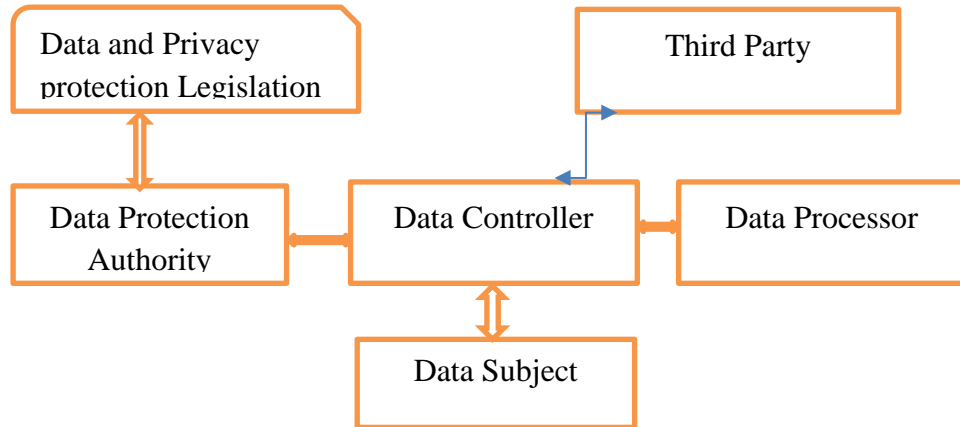 Data and Privacy
protection Legislation
Third Party
Data Protection
Authority
Data Controller
Data Processor
Data Subject